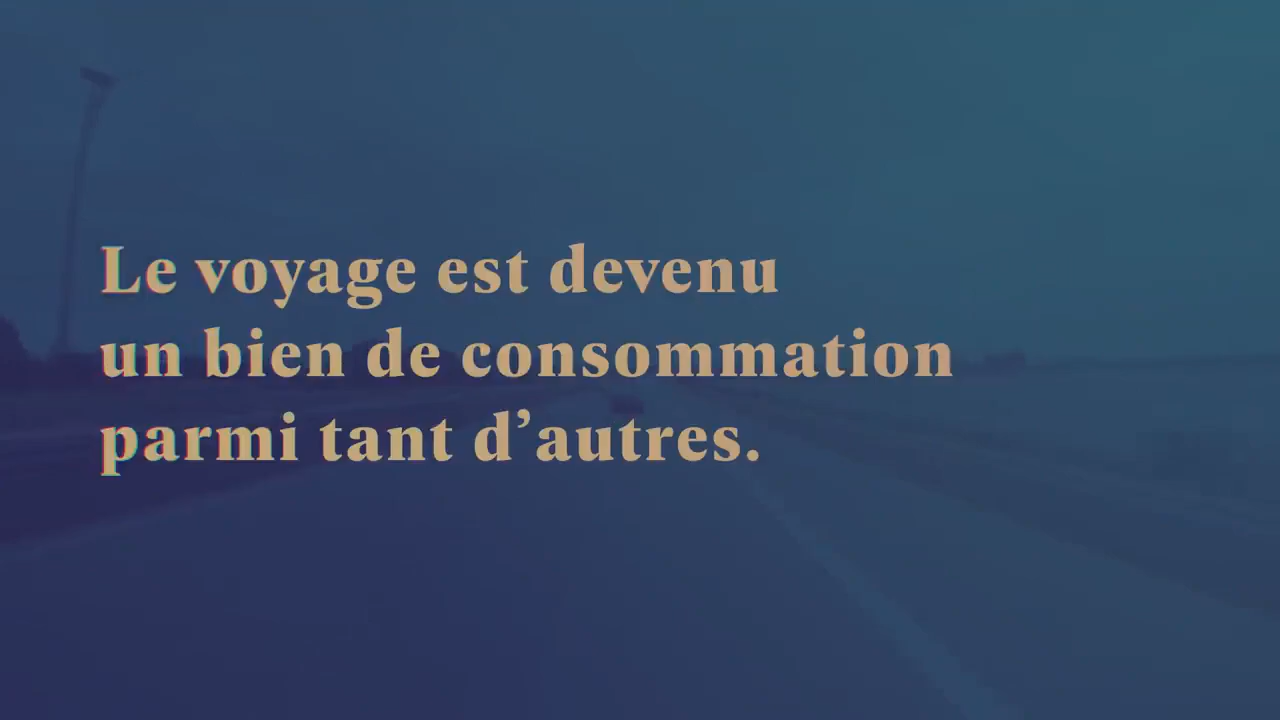 Le voyage est devenu
un bien de consommation
parmi tant d’autres.